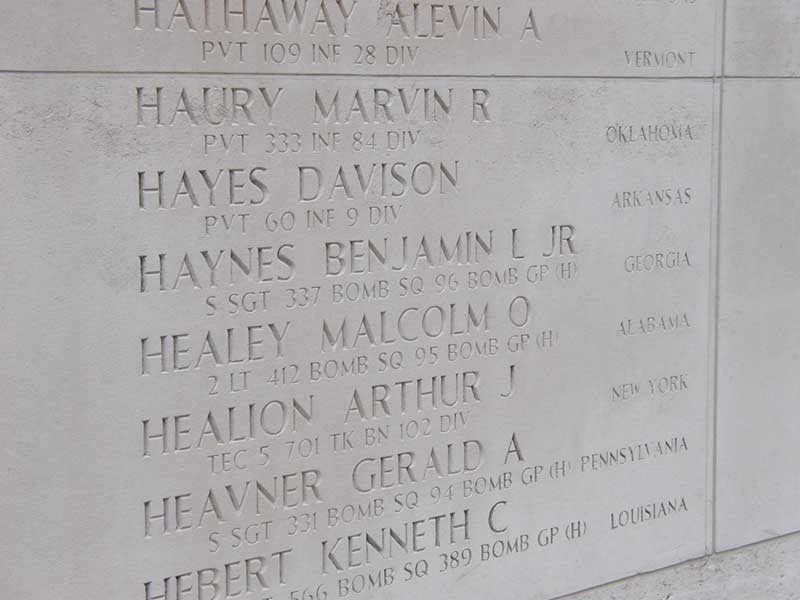 HATHAWAY ALEVIN A
PVT 109 INF 28 DIV VERMONT
HAURY MARVIN R
PVT 333 INF 84 DIV OKLAHOMA
HAYES DAVISON
PVT 60 INF 9 DIV ARKANSAS
HAYNES BENJAMIN L JR
S SGT 337 BOMB SQ 96 BOMB GP (H) GEORGIA
HEALEY MALCOLM O
2 LT 412 BOMB SQ 95 BOMB GP (H) ALABAMA
HEALION ARTHUR J
TEC 5 701 TK BN 102 DIV NEW YORK
HEAVNER GERALD A
S SGT 331 BOMB SQ 94 BOMB GP (H) PENNSYLVANIA
HEBERT KENNETH C
566 BOMB SQ 389 BOMB GP (H) LOUISIANA